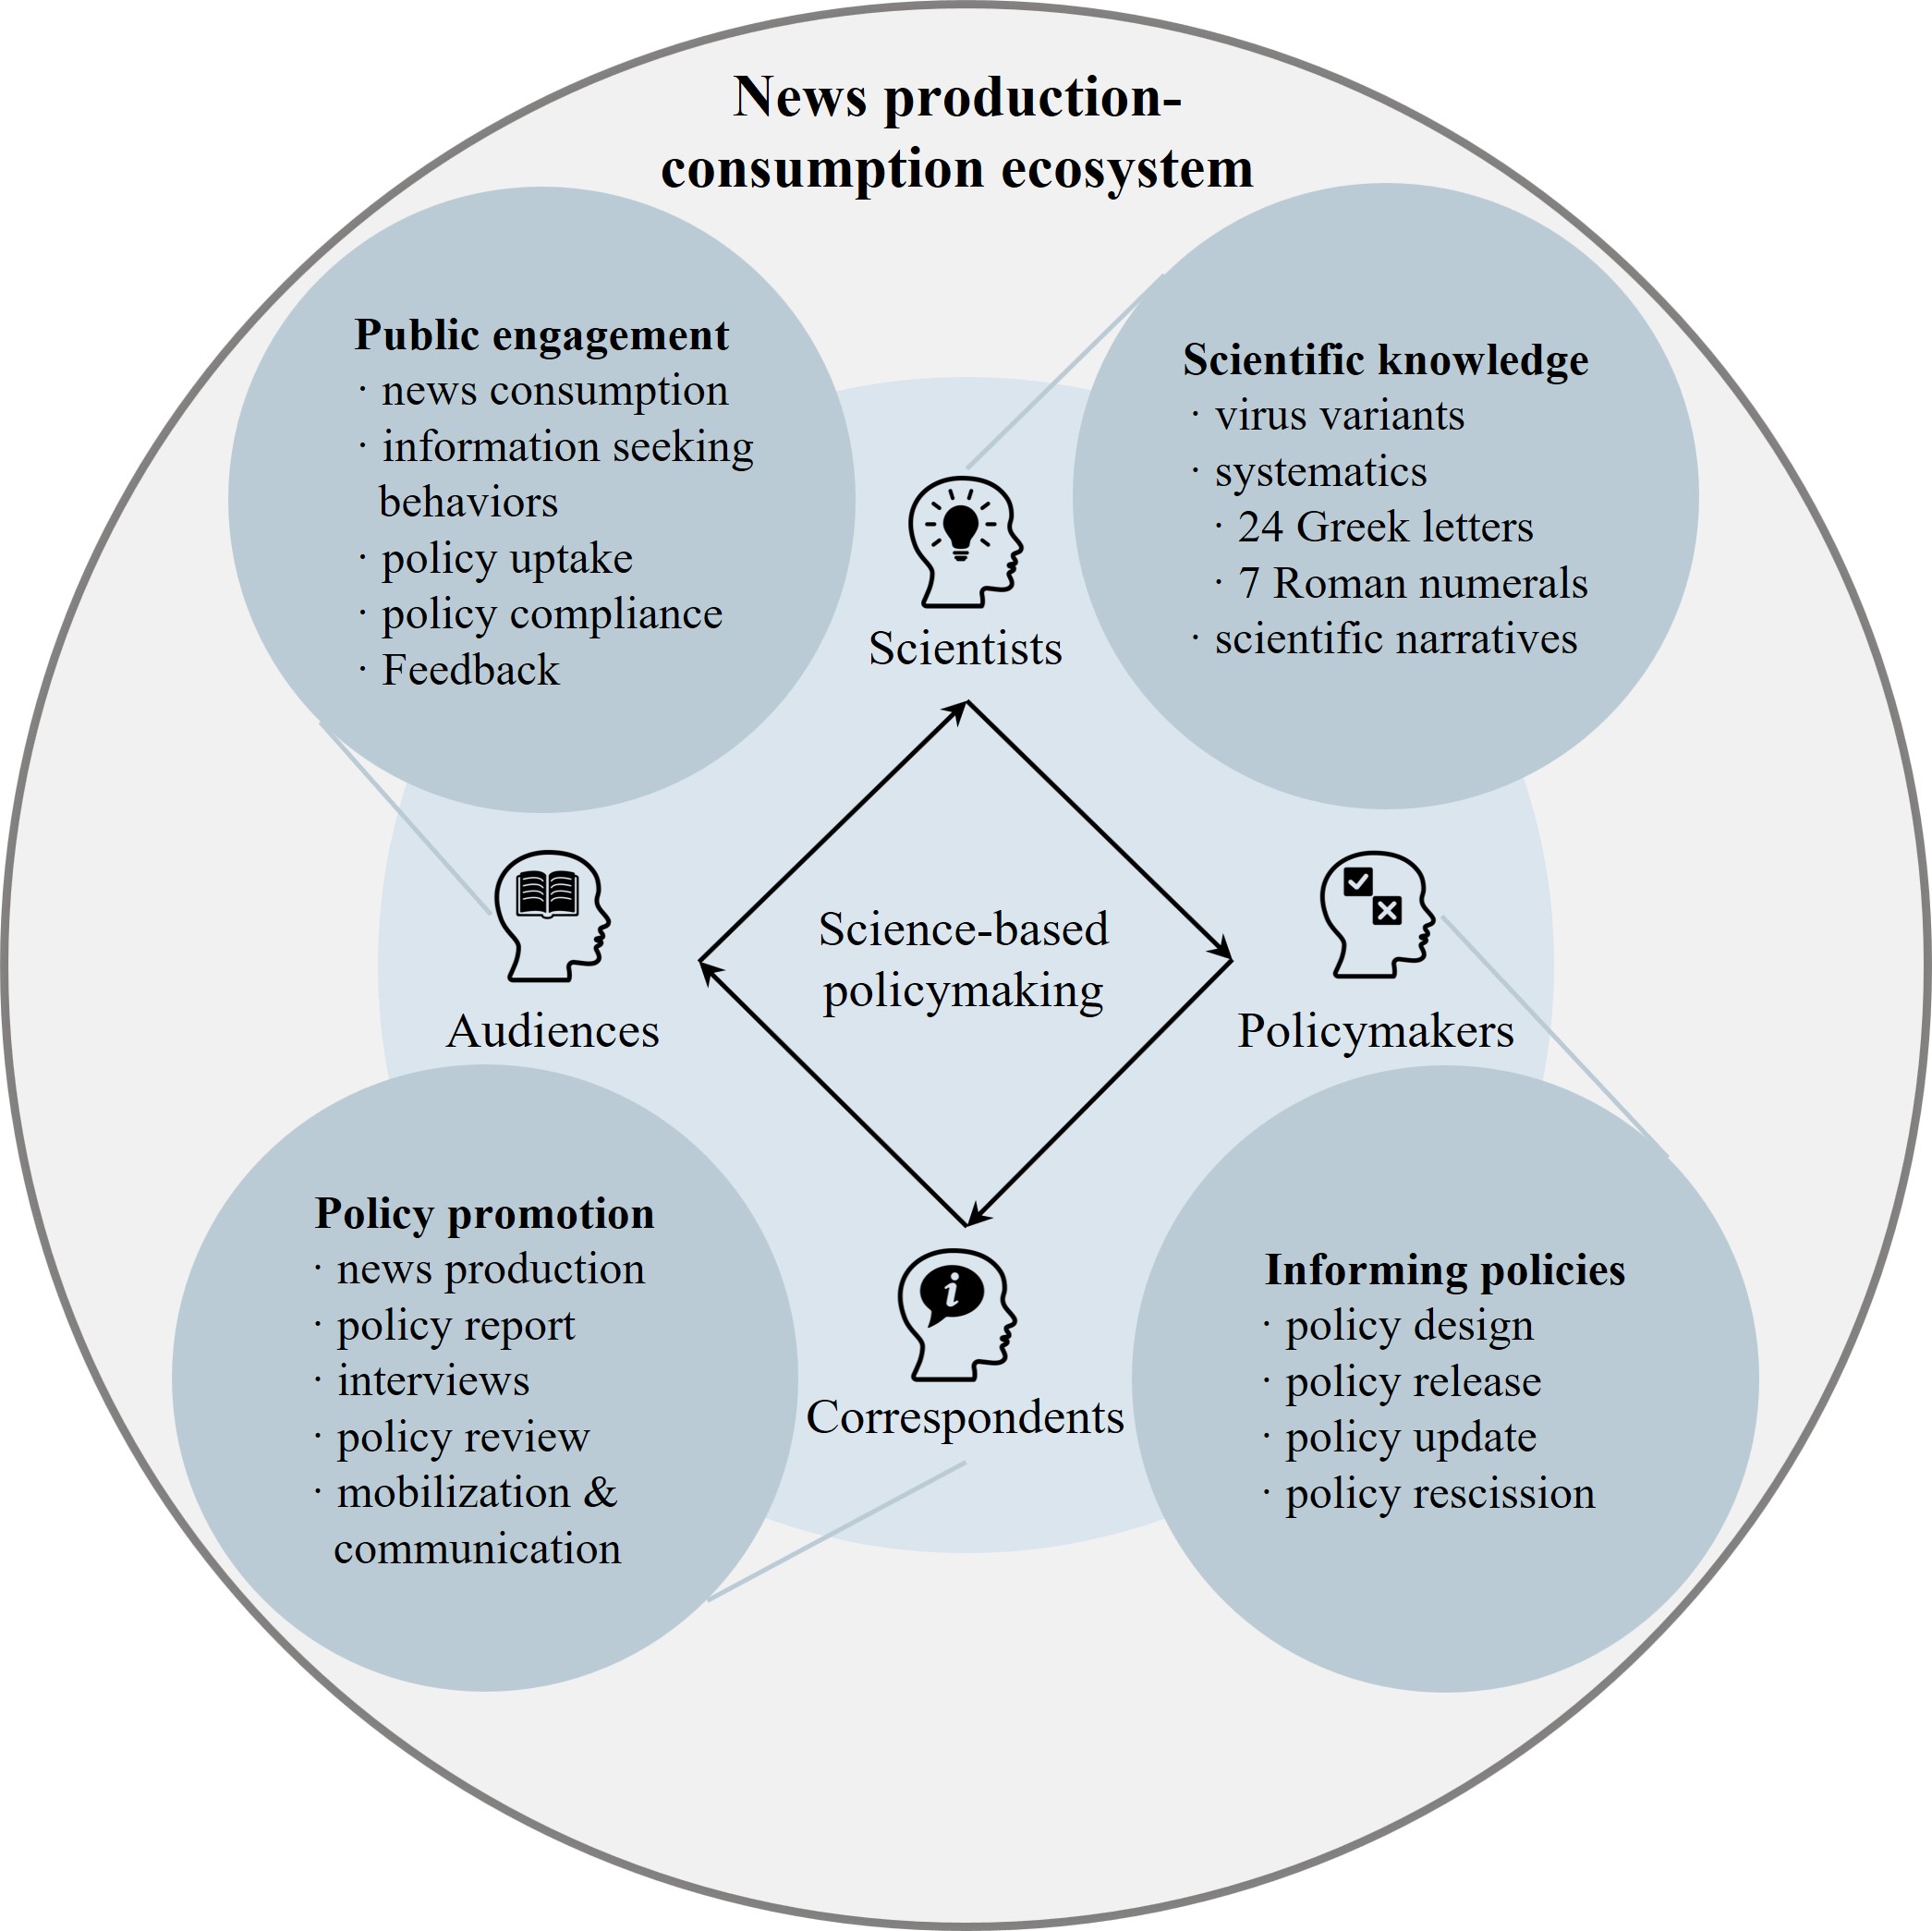 News production-
consumption ecosystem
Public engagement
· news consumption
· information seeking
behaviors
· policy uptake
· policy compliance
· Feedback
Scientific knowledge
· virus variants
· systematics
· 24 Greek letters
· 7 Roman numerals
· scientific narratives
Scientists
Science-based
policymaking
Audiences
Policymakers
Policy promotion
· news production
· policy report
· interviews
· policy review
· mobilization &
communication
i
Correspondents
Informing policies
· policy design
· policy release
· policy update
· policy rescission